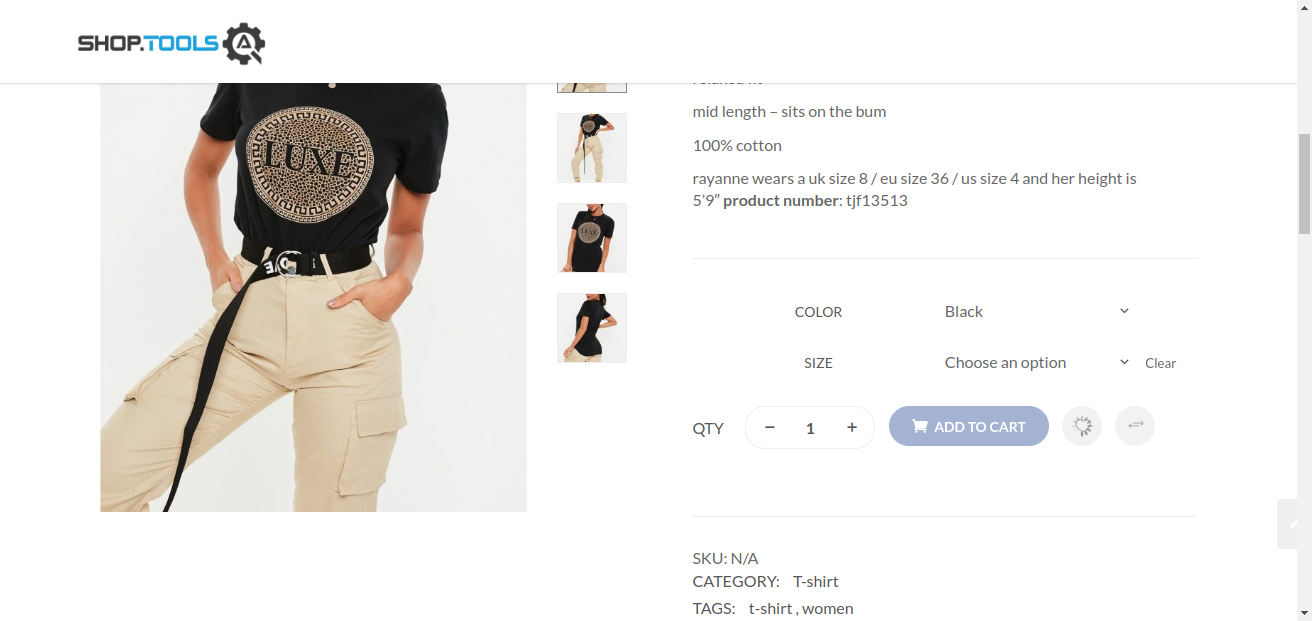 SHOP.TOOLS
mid length – sits on the bum
100% cotton
LUXE
rayanne wears a uk size 8 / eu size 36 / us size 4 and her height is
5’9″ product number: tjf13513
COLOR Black
SIZE Choose an option Clear
QTY − 1 + ADD TO CART
SKU: N/A
CATEGORY: T-shirt
TAGS: t-shirt , women